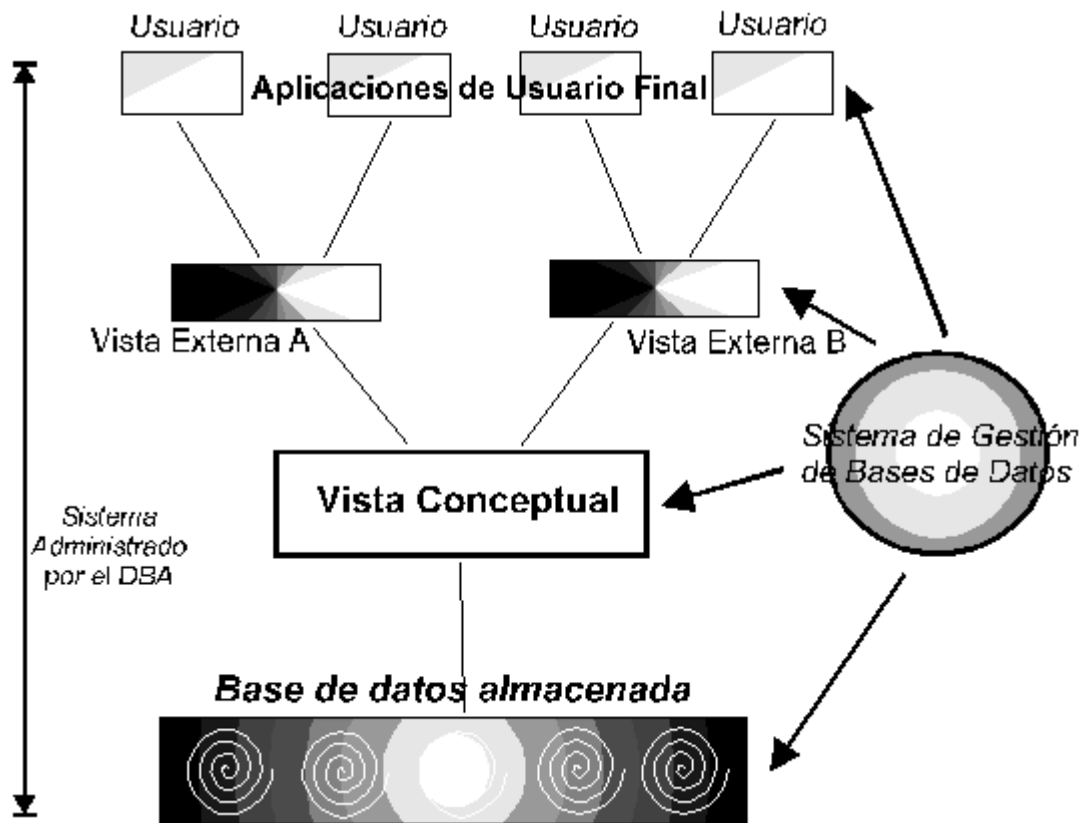 Usuario Usuario Usuario Usuario
Aplicaciones de Usuario Final
Vista Externa A
Vista Externa B
Sistema de Gestión
de Bases de Datos
Vista Conceptual
Sistema
Administrado
por el DBA
Base de datos almacenada